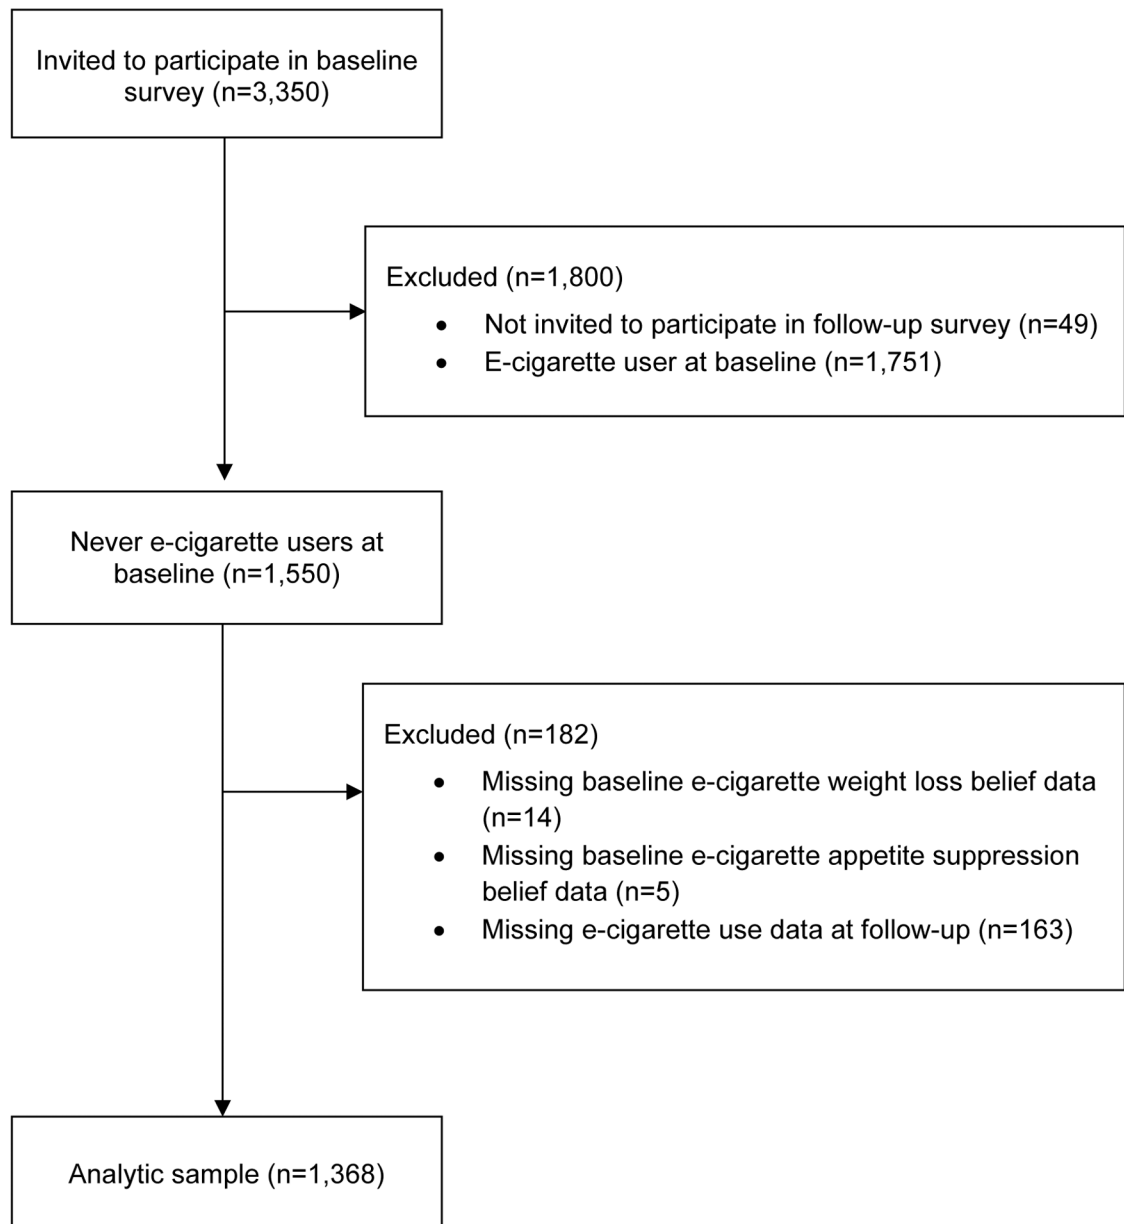 Invited to participate in baseline
survey (n=3,350)
Excluded (n=1,800)
• Not invited to participate in follow-up survey (n=49)
• E-cigarette user at baseline (n=1,751)
Never e-cigarette users at
baseline (n=1,550)
Excluded (n=182)
• Missing baseline e-cigarette weight loss belief data
(n=14)
• Missing baseline e-cigarette appetite suppression
belief data (n=5)
• Missing e-cigarette use data at follow-up (n=163)
Analytic sample (n=1,368)